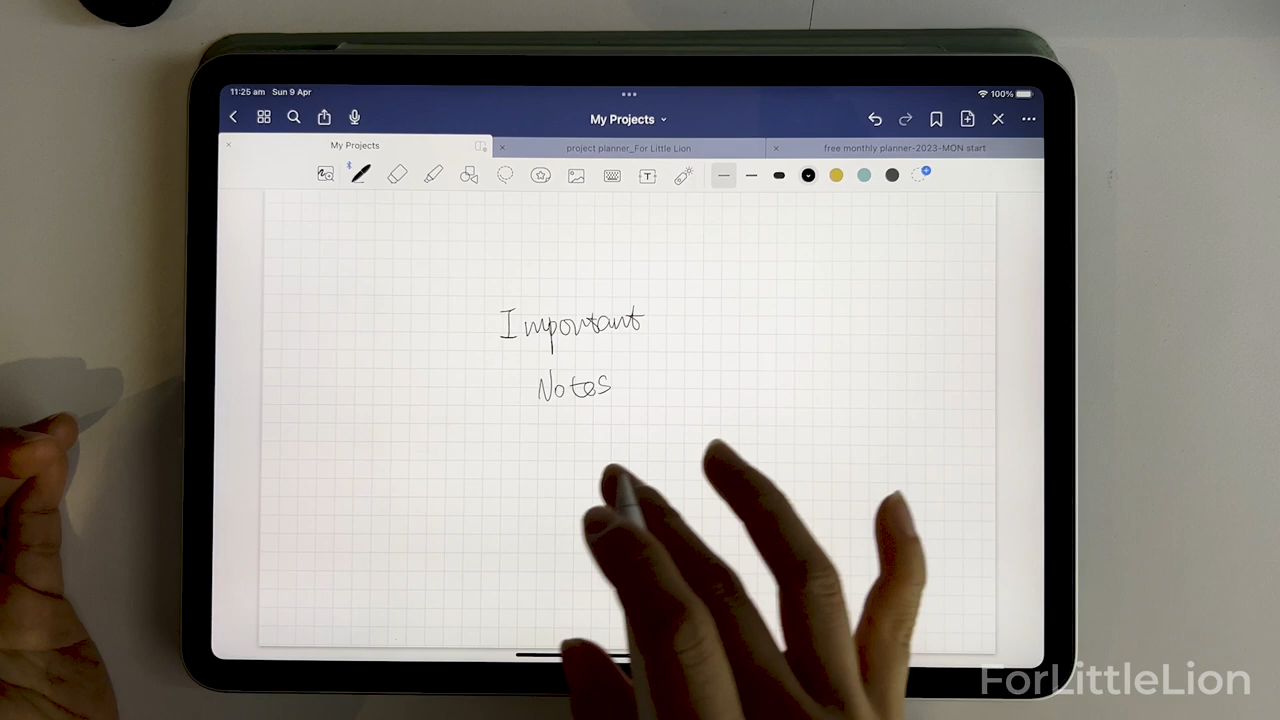 11:25 am Sun 9 Apr
100%
My Projects
My Projects
project planner_For Little Lion
free monthly planner-2023-MON start
T
Important
Notes
ForLittleLion